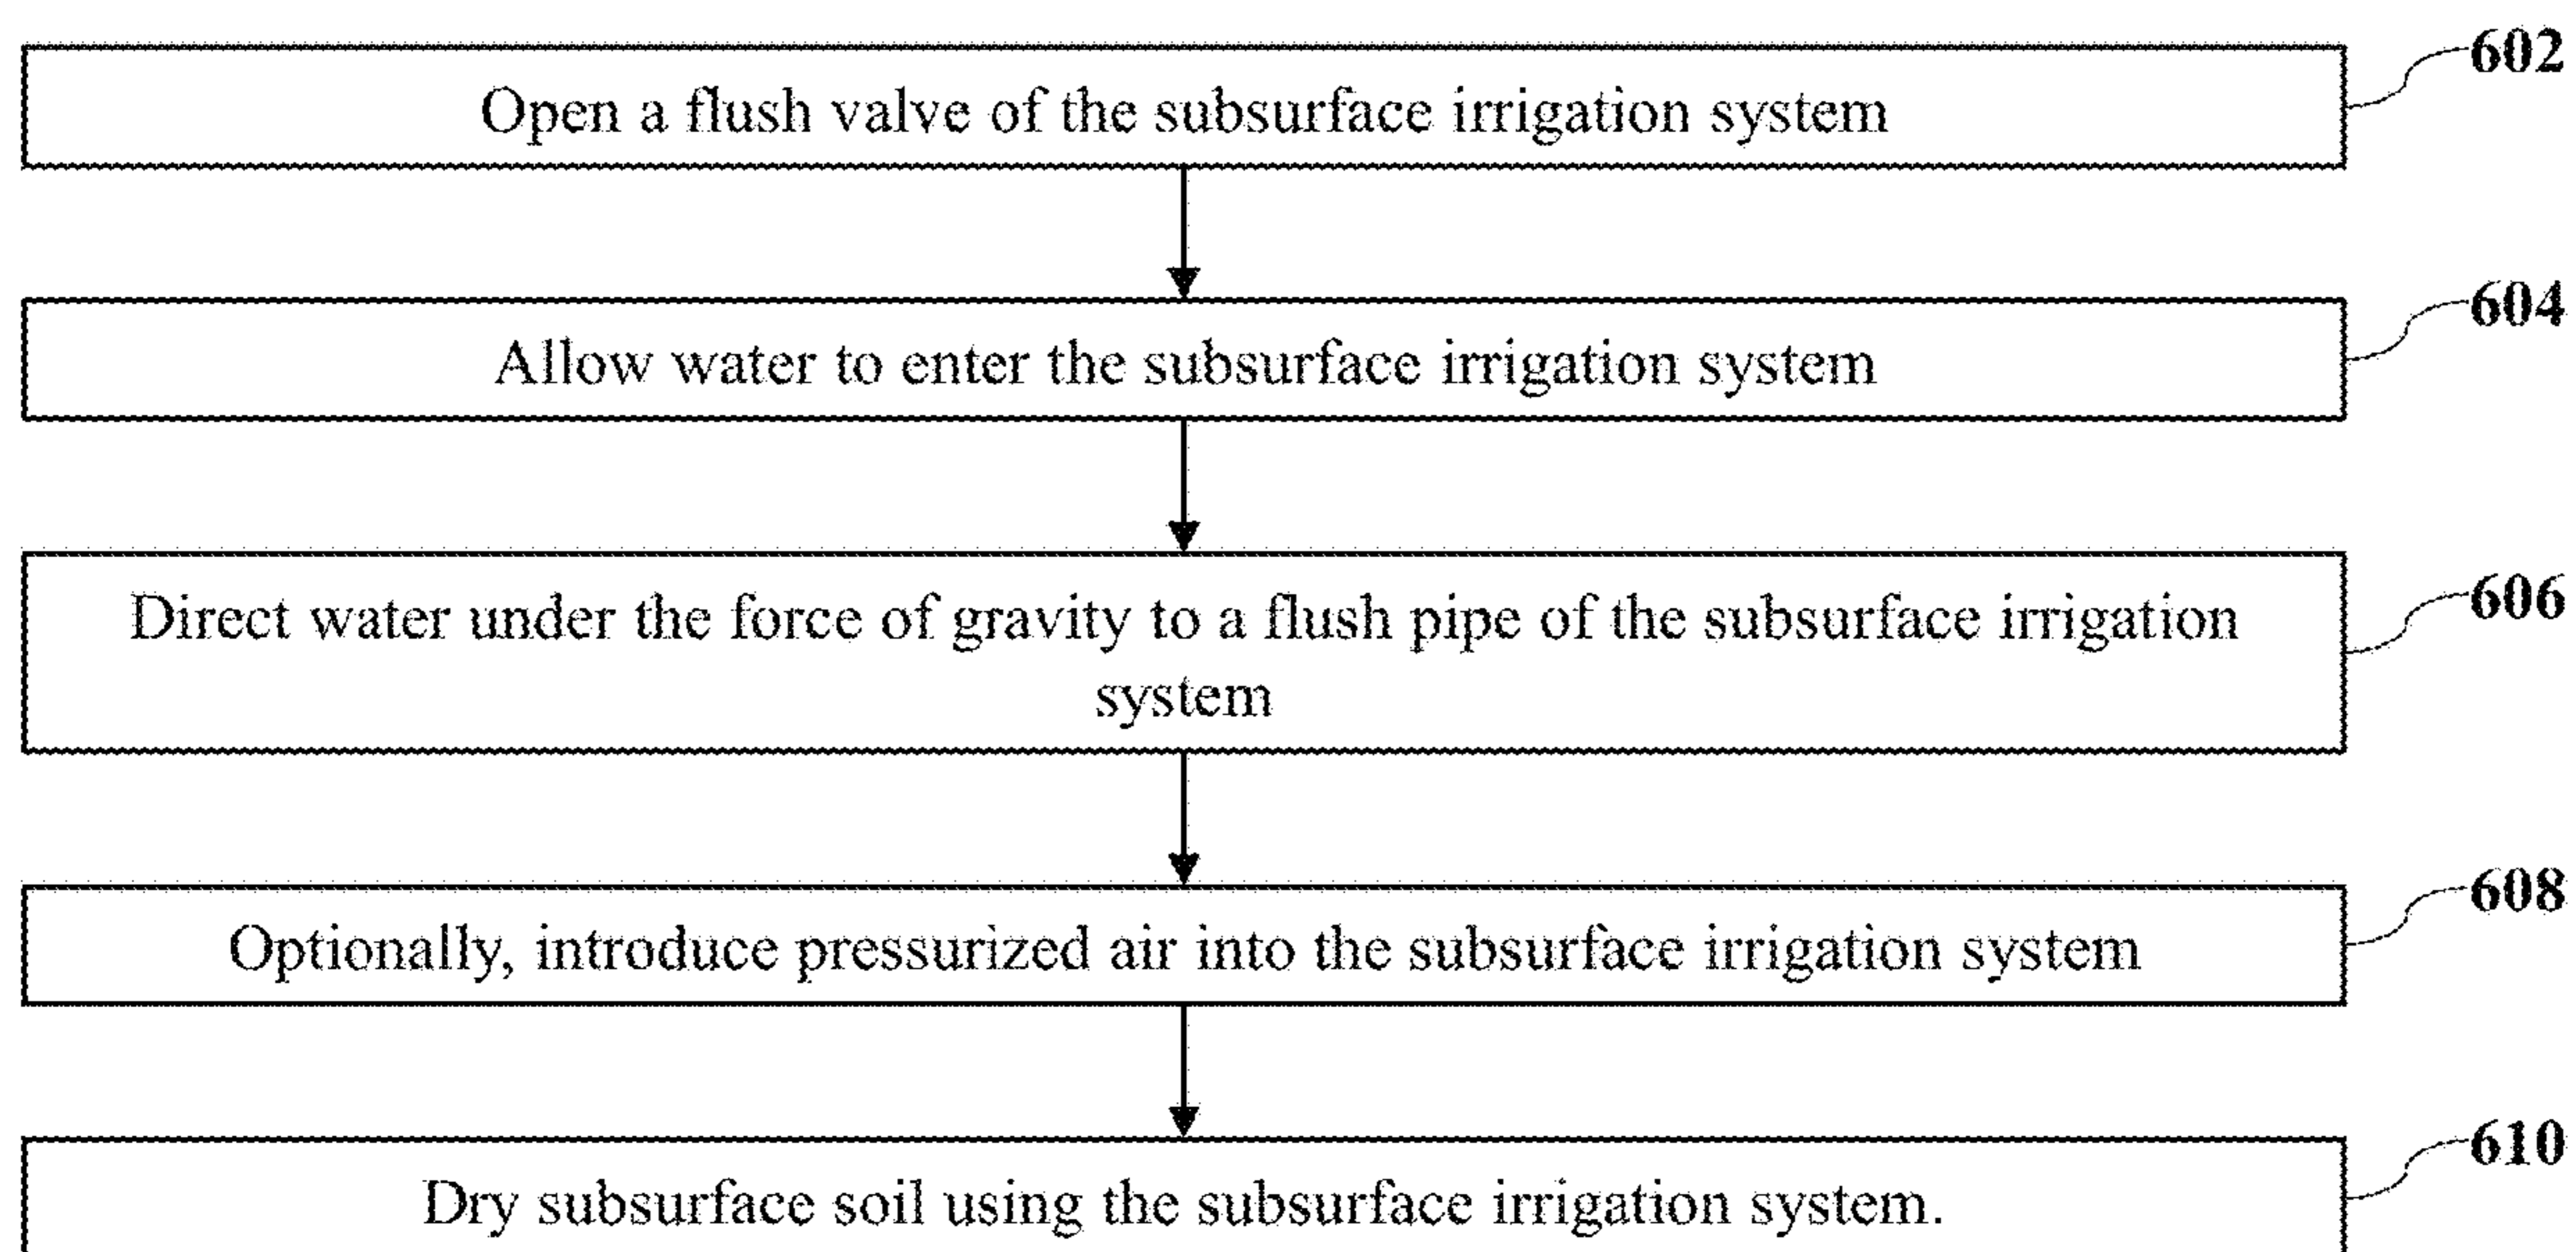 602
Open a flush valve of the subsurface irrigation system
604
Allow water to enter the subsurface irrigation system
606
Direct water under the force of gravity to a flush pipe of the subsurface irrigation
system
608
Optionally, introduce pressurized air into the subsurface irrigation system
610
Dry subsurface soil using the subsurface irrigation system.